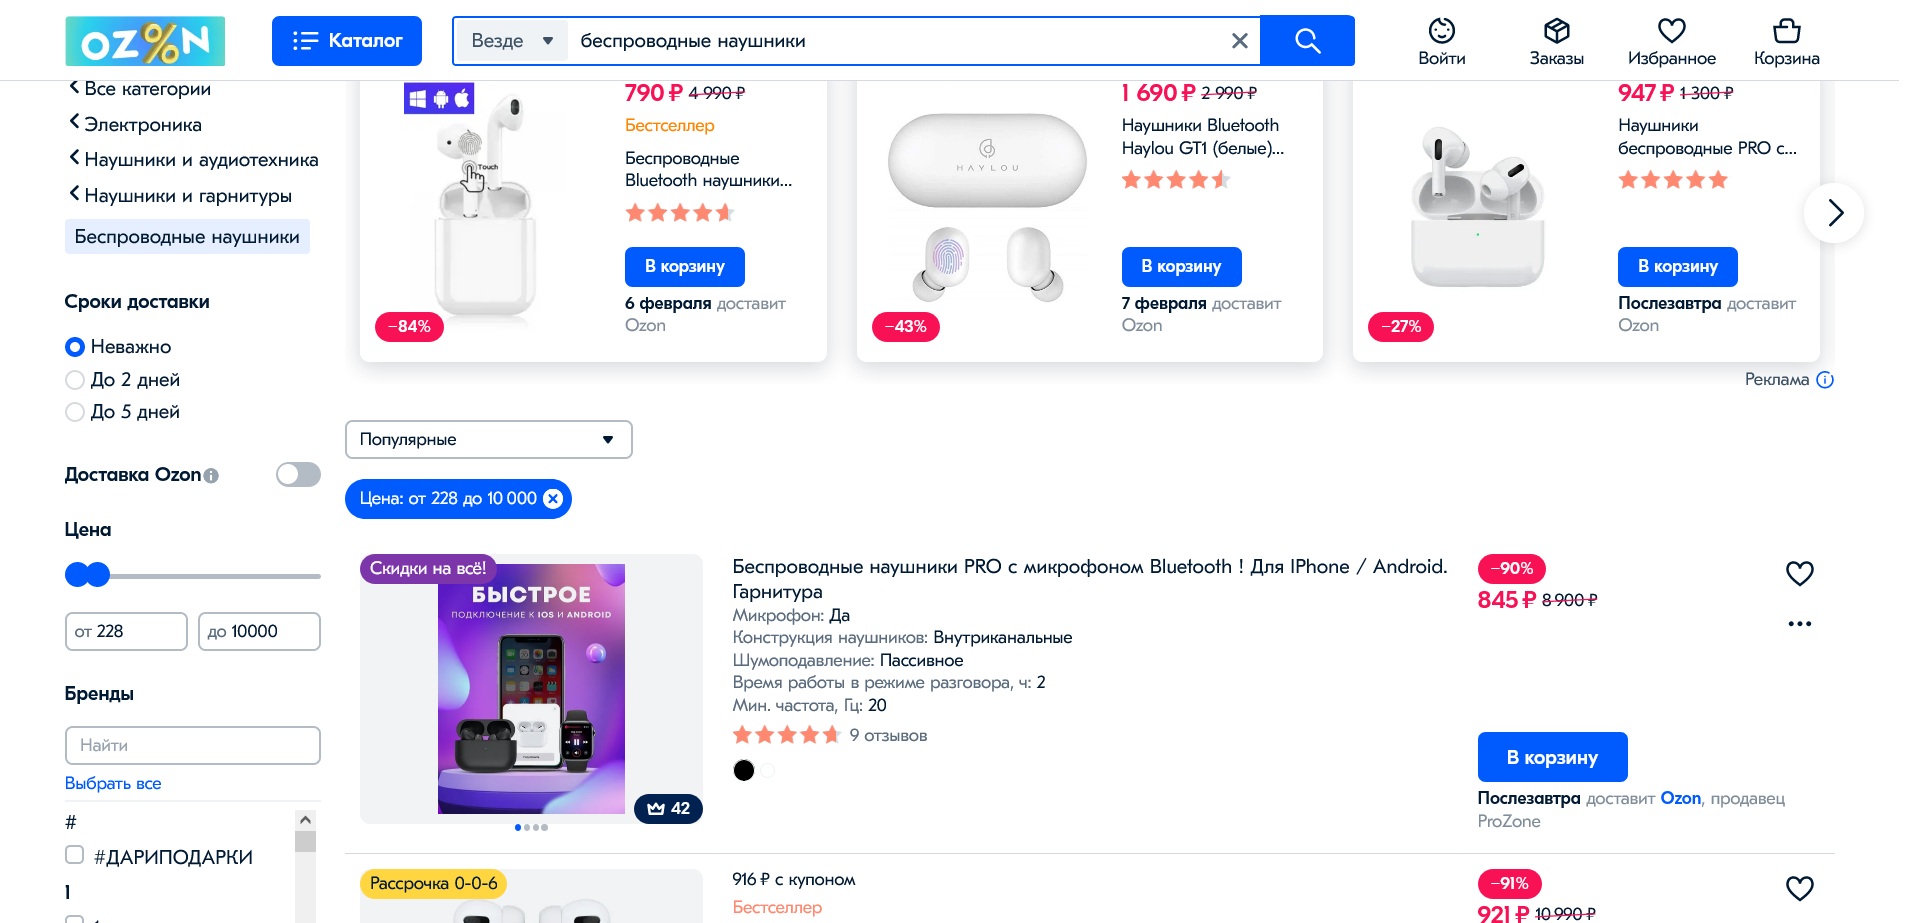 OZ%N
Каталог
Везде
беспроводные наушники
Войти
Заказы
Избранное
Корзина
Все категории
Электроника
Наушники и аудиотехника
Наушники и гарнитуры
Беспроводные наушники
Сроки доставки
Неважно
До 2 дней
До 5 дней
Доставка Ozon
Цена
от 228
до 10000
Бренды
Найти
Выбрать все
#
#ДАРИПОДАРКИ
1
Touch
−84%
790 ₽ 4 990 ₽
Бестселлер
Беспроводные
Bluetooth наушники...
В корзину
6 февраля доставит
Ozon
HAYLOU
−43%
1 690 ₽ 2 990 ₽
Наушники Bluetooth
Haylou GT1 (белые)...
В корзину
7 февраля доставит
Ozon
−27%
947 ₽ 1 300 ₽
Наушники
беспроводные PRO с...
В корзину
Послезавтра доставит
Ozon
Реклама
Популярные
Цена: от 228 до 10 000
Скидки на всё!
БЫСТРОЕ
ПОДКЛЮЧЕНИЕ К IOS И ANDROID
42
Беспроводные наушники PRO с микрофоном Bluetooth ! Для IPhone / Android.
Гарнитура
Микрофон: Да
Конструкция наушников: Внутриканальные
Шумоподавление: Пассивное
Время работы в режиме разговора, ч: 2
Мин. частота, Гц: 20
9 отзывов
−90%
845 ₽ 8 900 ₽
В корзину
Послезавтра доставит Ozon, продавец
ProZone
Рассрочка 0-0-6
916 ₽ с купоном
Бестселлер
−91%
921 ₽ 10 990 ₽